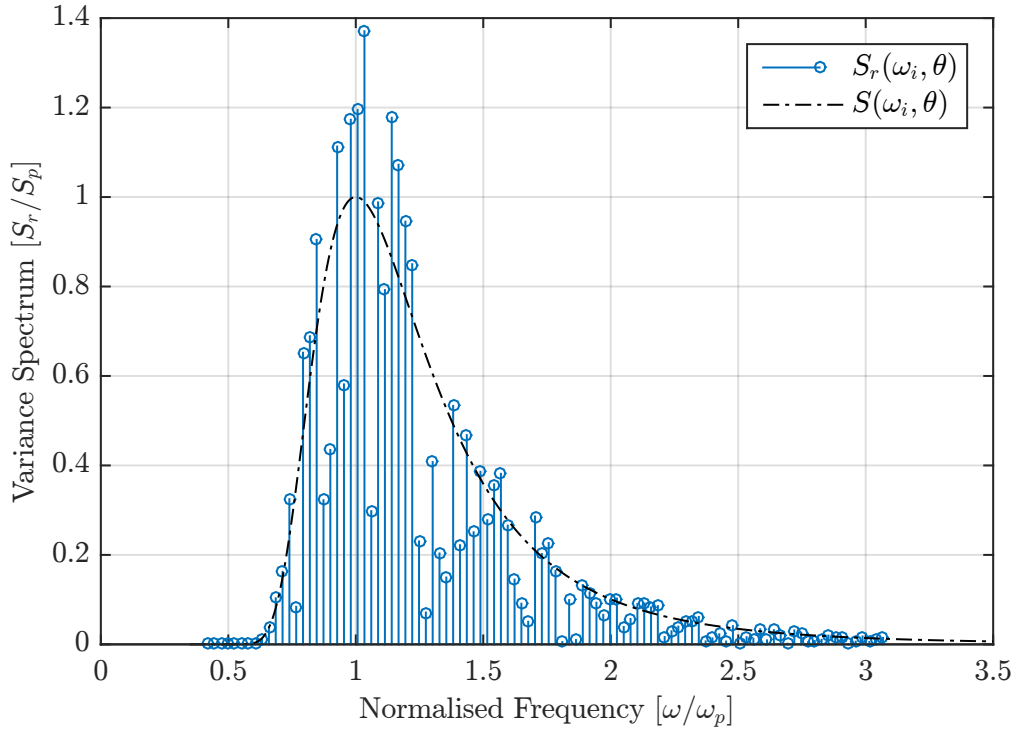 1.4
1.2
1
0.8
0.6
0.4
0.2
0
Variance Spectrum [S_r/S_p]
S_r(ω_i, θ)
S(ω_i, θ)
0 0.5 1 1.5 2 2.5 3 3.5
Normalised Frequency [ω/ω_p]